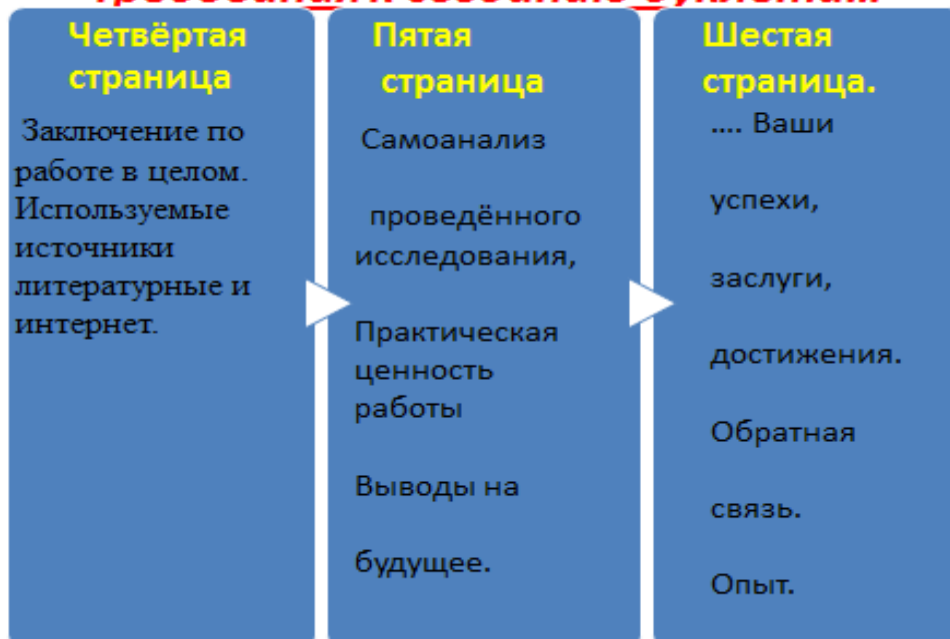 Четвёртая
страница
Заключение по
работе в целом.
Используемые
источники
литературные и
интернет.
Пятая
страница
Самоанализ
проведённого
исследования,
Практическая
ценность
работы
Выводы на
будущее.
Шестая
страница.
.... Ваши
успехи,
заслуги,
достижения.
Обратная
связь.
Опыт.